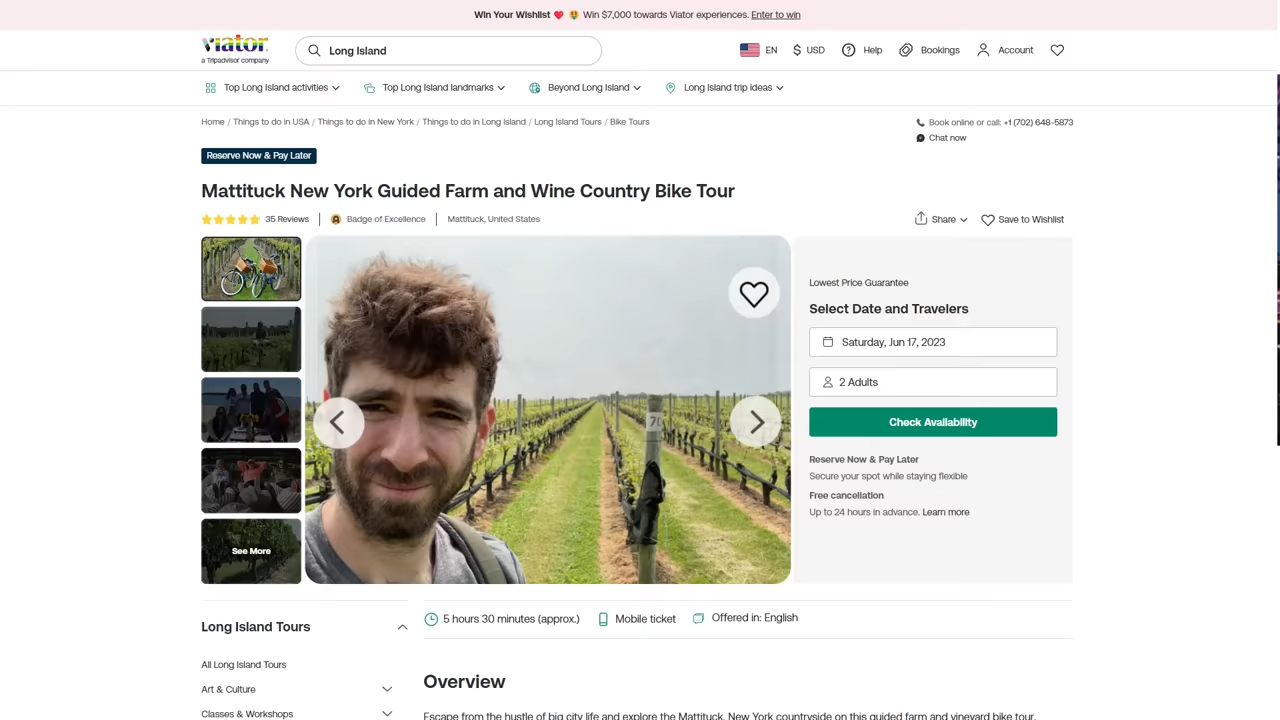 Win Your Wishlist ❤️ 🤩 Win $7,000 towards Viator experiences. Enter to win
viator
a Tripadvisor company
Long Island
EN
$ USD
Help
Bookings
Account
Top Long Island activities
Top Long Island landmarks
Beyond Long Island
Long Island trip ideas
Home / Things to do in USA / Things to do in New York / Things to do in Long Island / Long Island Tours / Bike Tours
Book online or call: +1 (702) 648-5873
Chat now
Reserve Now & Pay Later
Mattituck New York Guided Farm and Wine Country Bike Tour
35 Reviews | Badge of Excellence | Mattituck, United States
Share
Save to Wishlist
See More
70
Lowest Price Guarantee
Select Date and Travelers
Saturday, Jun 17, 2023
2 Adults
Check Availability
Reserve Now & Pay Later
Secure your spot while staying flexible
Free cancellation
Up to 24 hours in advance. Learn more
Long Island Tours
All Long Island Tours
Art & Culture
Classes & Workshops
5 hours 30 minutes (approx.)
Mobile ticket
Offered in: English
Overview
Escape from the hustle of big city life and explore the Mattituck, New York countryside on this guided farm and vineyard bike tour.